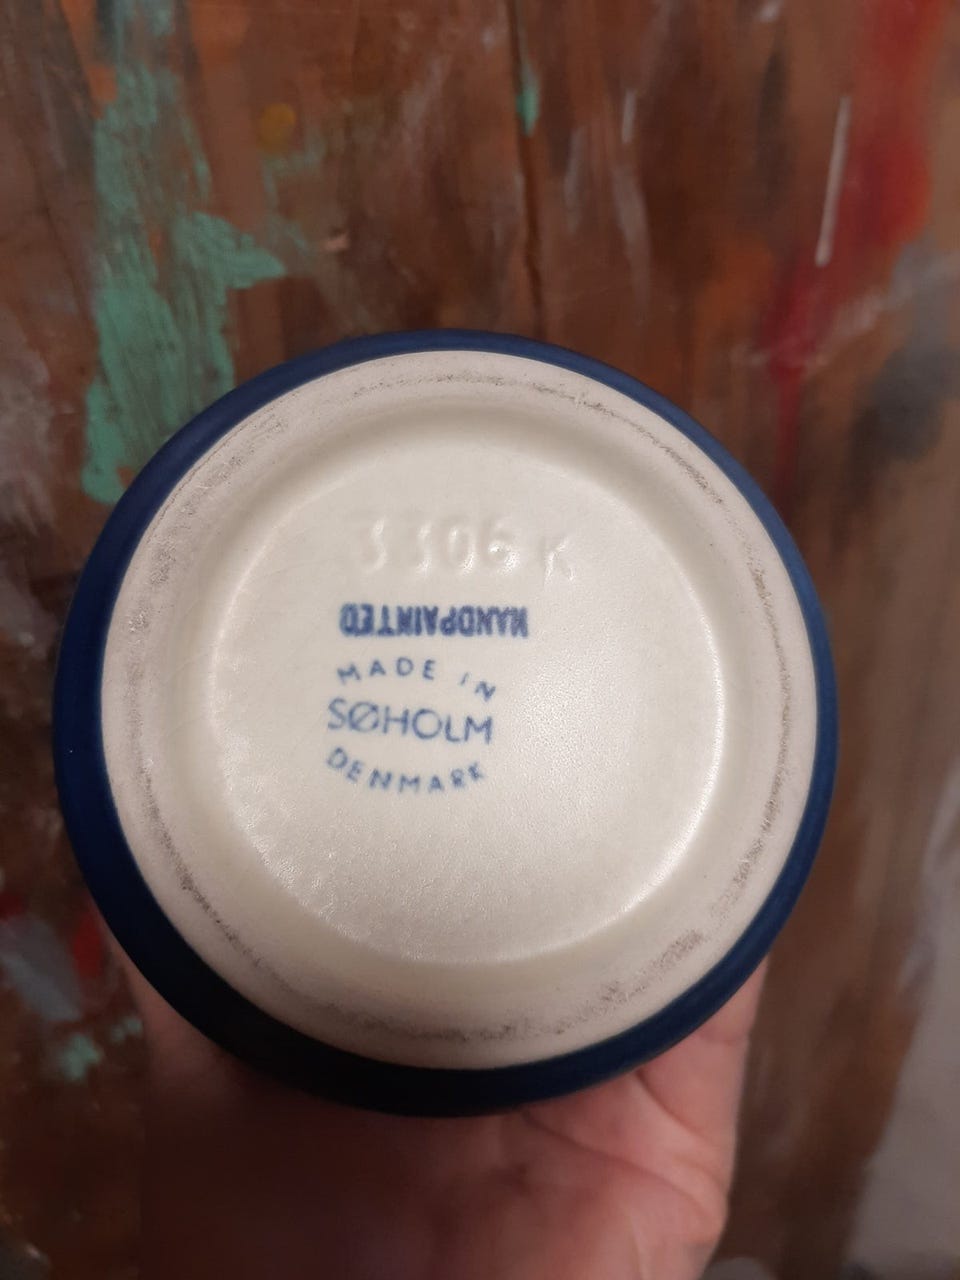 3306 K
HANDPAINTED
MADE IN
SØHOLM
DENMARK